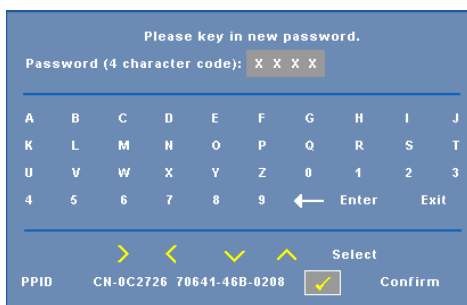 Please key in new password.
Password (4 character code): X X X X
A B C D E F G H I J
K L M N O P Q R S T
U V W X Y Z 0 1 2 3
4 5 6 7 8 9 ← Enter Exit
Select
PPID CN-0C2726 70641-46B-0208 ✓ Confirm